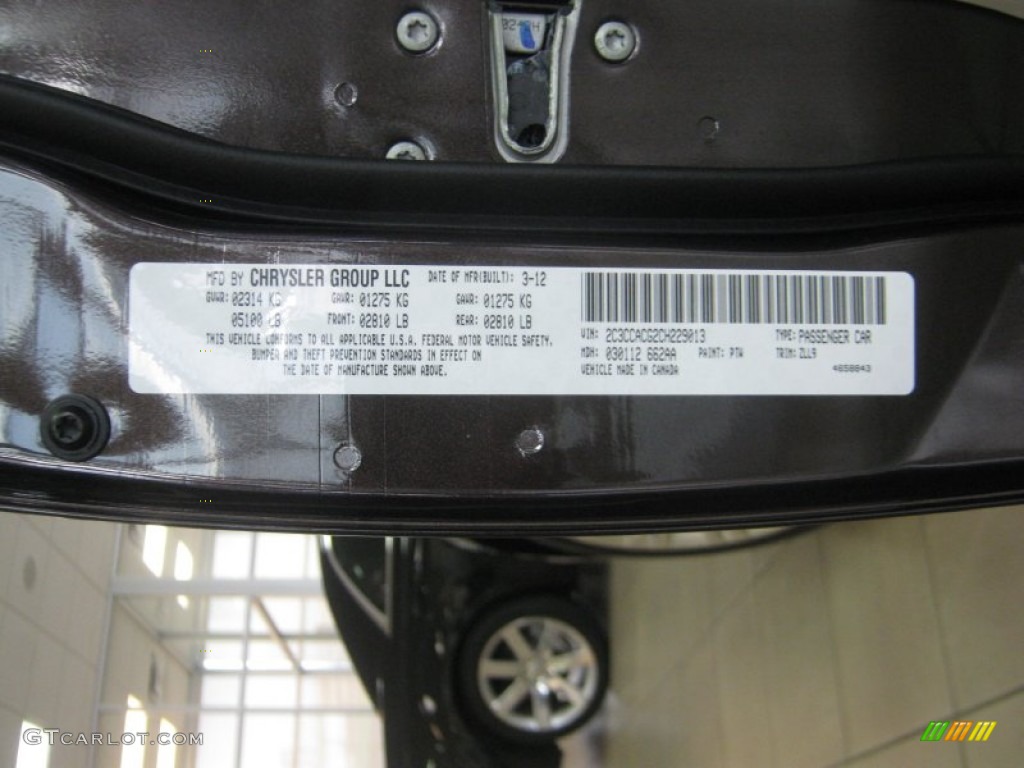 MFD BY CHRYSLER GROUP LLC DATE OF MFR(BUILT): 3-12
GVWR: 02314 KG GAWR: 01275 KG GAWR: 01275 KG
05100 LB FRONT: 02810 LB REAR: 02810 LB
THIS VEHICLE CONFORMS TO ALL APPLICABLE U.S.A. FEDERAL MOTOR VEHICLE SAFETY,
BUMPER AND THEFT PREVENTION STANDARDS IN EFFECT ON
THE DATE OF MANUFACTURE SHOWN ABOVE.
VIN: 2C3CCACG2CH229013 TYPE: PASSENGER CAR
MDH: 030112 662AA PAINT: PTW TRIM: ZLL9
VEHICLE MADE IN CANADA 4658843
GTCARLOT.COM